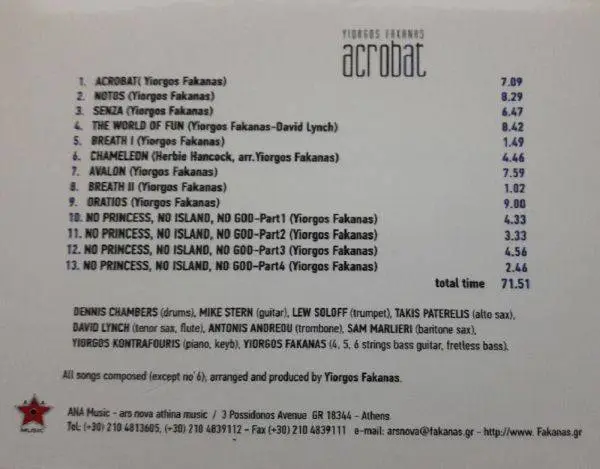 YIORGOS FAKANAS
acrobat
1. ACROBAT( Yiorgos Fakanas) 7.09
2. NOTOS (Yiorgos Fakanas) 8.29
3. SENZA (Yiorgos Fakanas) 6.47
4. THE WORLD OF FUN (Yiorgos Fakanas-David Lynch) 8.42
5. BREATH I (Yiorgos Fakanas) 1.49
6. CHAMELEON (Herbie Hancock, arr.Yiorgos Fakanas) 4.46
7. AVALON (Yiorgos Fakanas) 7.59
8. BREATH II (Yiorgos Fakanas) 1.02
9. ORATIOS (Yiorgos Fakanas) 9.00
10. NO PRINCESS, NO ISLAND, NO GOD-Part1 (Yiorgos Fakanas) 4.33
11. NO PRINCESS, NO ISLAND, NO GOD-Part2 (Yiorgos Fakanas) 3.33
12. NO PRINCESS, NO ISLAND, NO GOD-Part3 (Yiorgos Fakanas) 4.56
13. NO PRINCESS, NO ISLAND, NO GOD-Part4 (Yiorgos Fakanas) 2.46
total time 71.51
DENNIS CHAMBERS (drums), MIKE STERN (guitar), LEW SOLOFF (trumpet), TAKIS PATERELIS (alto sax),
DAVID LYNCH (tenor sax, flute), ANTONIS ANDREOU (trombone), SAM MARLIERI (baritone sax),
YIORGOS KONTRAFOURIS (piano, keyb), YIORGOS FAKANAS (4, 5, 6 strings bass guitar, fretless bass).
All songs composed (except no'6), arranged and produced by Yiorgos Fakanas.
ANA
MUSIC
ANA Music - ars nova athina music / 3 Possidonos Avenue GR 18344 - Athens
Tel: (+30) 210 4813605, (+30) 210 4839112 - Fax (+30) 210 4839111 e-mail: arsnova@fakanas.gr - http://www. Fakanas.gr